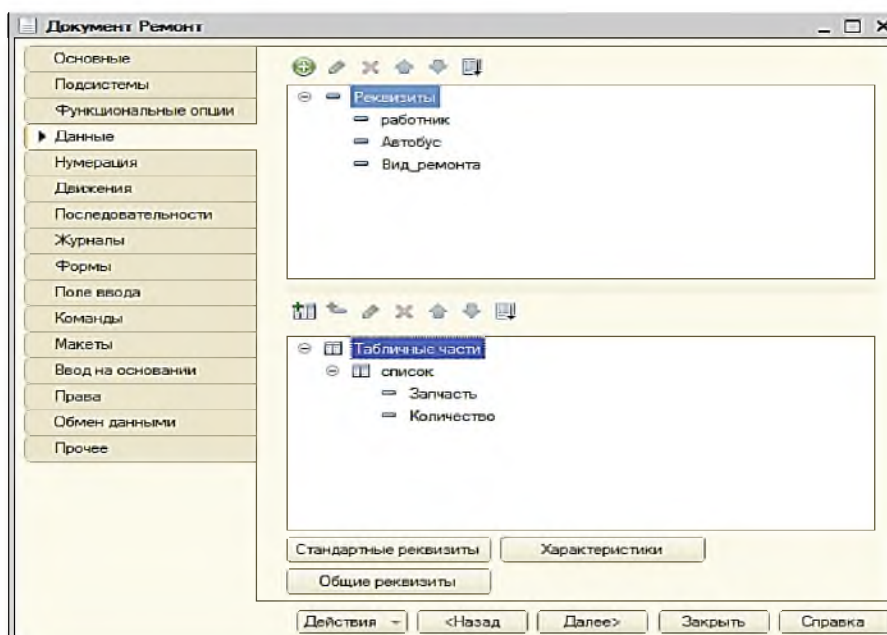 Документ Ремонт
Основные
Подсистемы
Функциональные опции
Данные
Нумерация
Движения
Последовательности
Журналы
Формы
Поле ввода
Команды
Макеты
Ввод на основании
Права
Обмен данными
Прочее
Реквизиты
работник
Автобус
Вид_ремонта
Табличные части
список
Запчасть
Количество
Стандартные реквизиты
Характеристики
Общие реквизиты
Действия
<Назад
Далее>
Закрыть
Справка